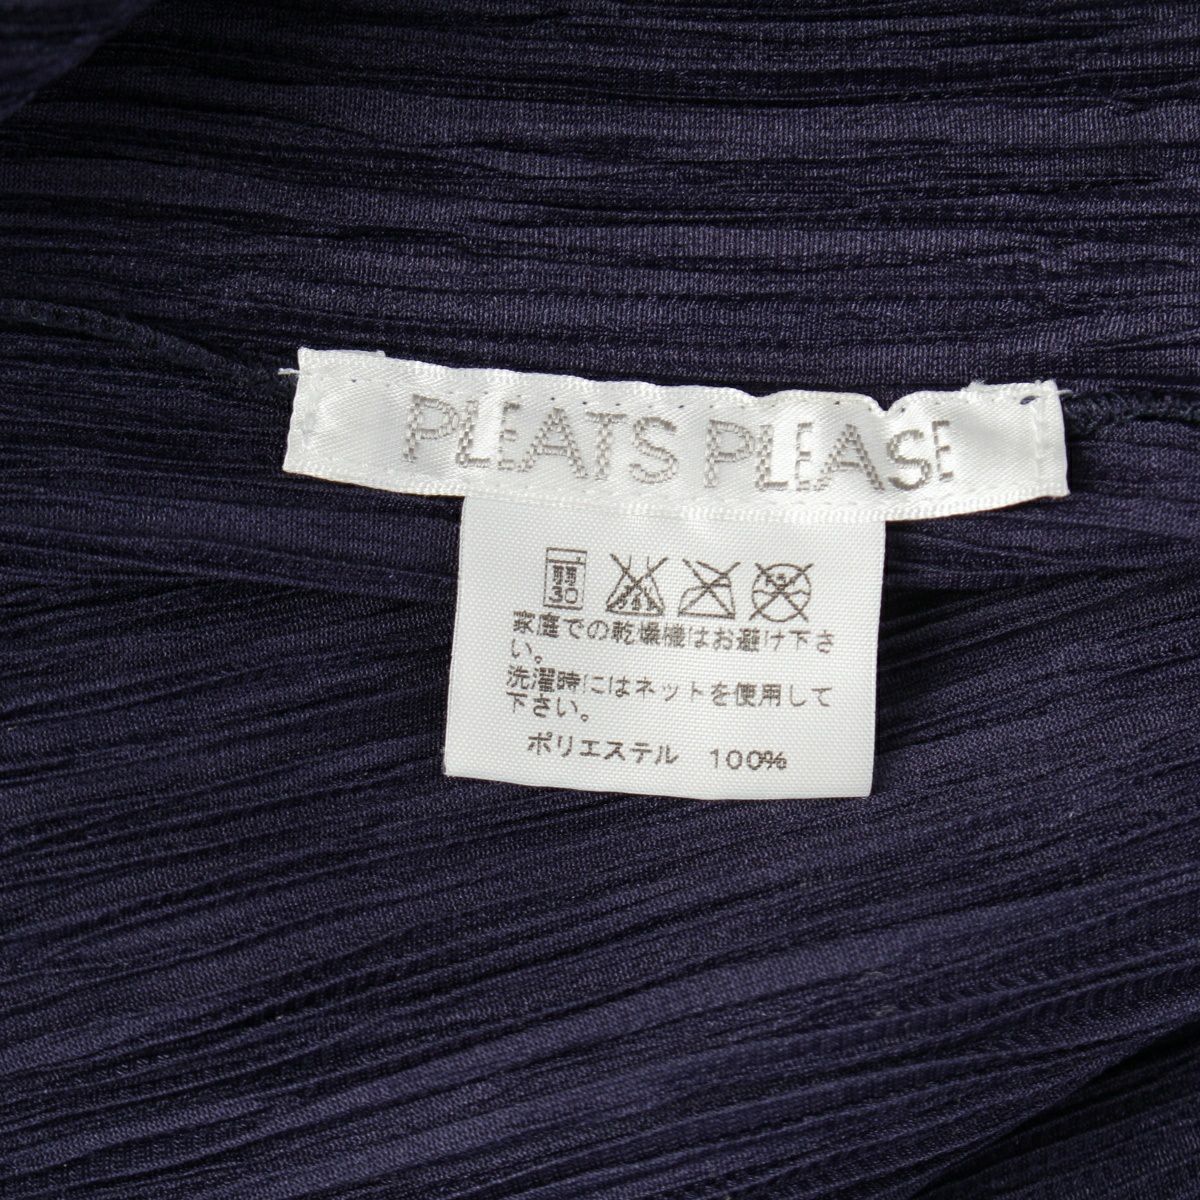 PLEATS PLEASE
弱
30
家庭での乾燥機はお避け下さ
い。
洗濯時にはネットを使用して
下さい。
ポリエステル 100%